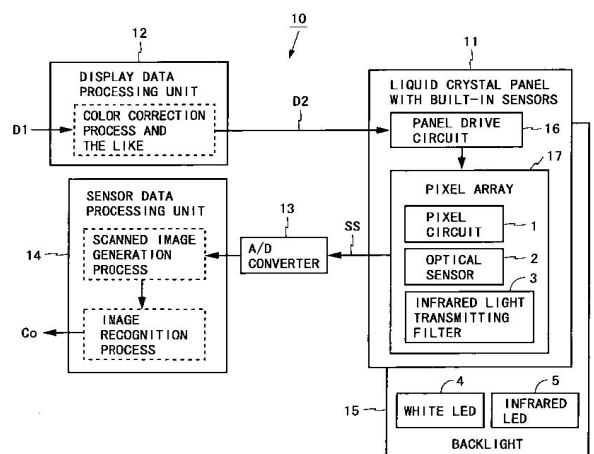 10
12
DISPLAY DATA
PROCESSING UNIT
COLOR CORRECTION
PROCESS AND
THE LIKE
D1
D2
11
LIQUID CRYSTAL PANEL
WITH BUILT-IN SENSORS
PANEL DRIVE
CIRCUIT
16
17
PIXEL ARRAY
PIXEL
CIRCUIT
1
OPTICAL
SENSOR
2
3
INFRARED LIGHT
TRANSMITTING
FILTER
SENSOR DATA
PROCESSING UNIT
14
SCANNED IMAGE
GENERATION
PROCESS
IMAGE
RECOGNITION
PROCESS
Co
13
A/D
CONVERTER
SS
15
4
WHITE LED
5
INFRARED
LED
BACKLIGHT